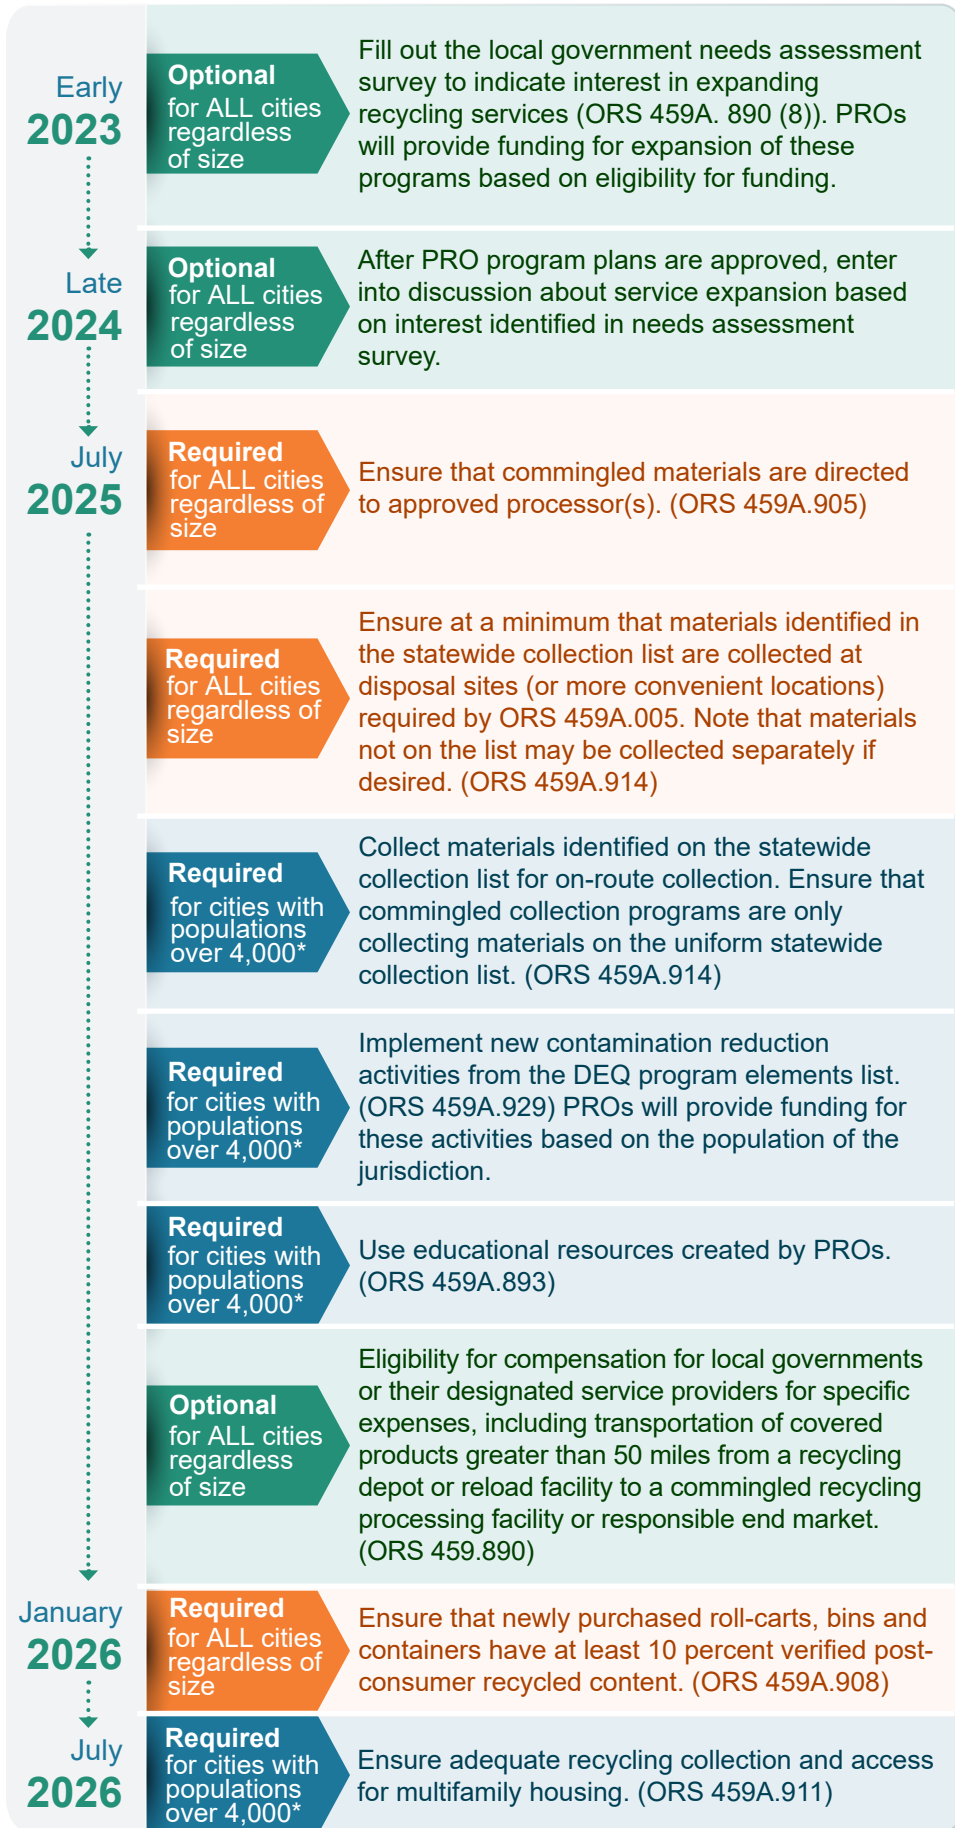 Early
2023
Optional
for ALL cities
regardless
of size
Fill out the local government needs assessment
survey to indicate interest in expanding
recycling services (ORS 459A. 890 (8)). PROs
will provide funding for expansion of these
programs based on eligibility for funding.
Late
2024
Optional
for ALL cities
regardless
of size
After PRO program plans are approved, enter
into discussion about service expansion based
on interest identified in needs assessment
survey.
July
2025
Required
for ALL cities
regardless of
size
Ensure that commingled materials are directed
to approved processor(s). (ORS 459A.905)
Required
for ALL cities
regardless of
size
Ensure at a minimum that materials identified in
the statewide collection list are collected at
disposal sites (or more convenient locations)
required by ORS 459A.005. Note that materials
not on the list may be collected separately if
desired. (ORS 459A.914)
Required
for cities with
populations
over 4,000*
Collect materials identified on the statewide
collection list for on-route collection. Ensure that
commingled collection programs are only
collecting materials on the uniform statewide
collection list. (ORS 459A.914)
Required
for cities with
populations
over 4,000*
Implement new contamination reduction
activities from the DEQ program elements list.
(ORS 459A.929) PROs will provide funding for
these activities based on the population of the
jurisdiction.
Required
for cities with
populations
over 4,000*
Use educational resources created by PROs.
(ORS 459A.893)
Optional
for ALL cities
regardless
of size
Eligibility for compensation for local governments
or their designated service providers for specific
expenses, including transportation of covered
products greater than 50 miles from a recycling
depot or reload facility to a commingled recycling
processing facility or responsible end market.
(ORS 459.890)
January
2026
Required
for ALL cities
regardless of
size
Ensure that newly purchased roll-carts, bins and
containers have at least 10 percent verified post-
consumer recycled content. (ORS 459A.908)
July
2026
Required
for cities with
populations
over 4,000*
Ensure adequate recycling collection and access
for multifamily housing. (ORS 459A.911)